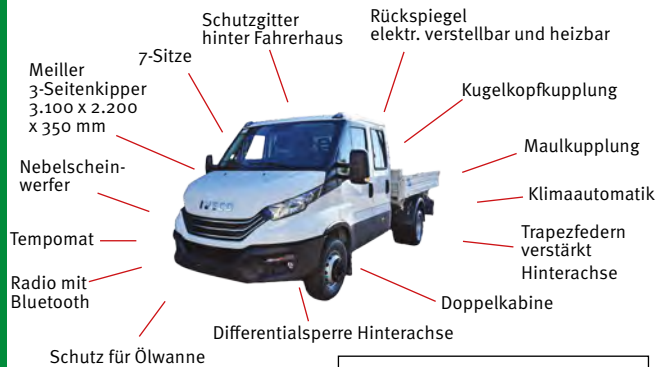 Schutzgitter
hinter Fahrerhaus
Rückspiegel
elektr. verstellbar und heizbar
7-Sitze
Meiller
3-Seitenkipper
3.100 x 2.200
x 350 mm
Kugelkopfkupplung
Maulkupplung
Nebelschein-
werfer
Klimaautomatik
Tempomat
Trapezfedern
verstärkt
Hinterachse
Radio mit
Bluetooth
Doppelkabine
Differentialsperre Hinterachse
Schutz für Ölwanne
IVECO